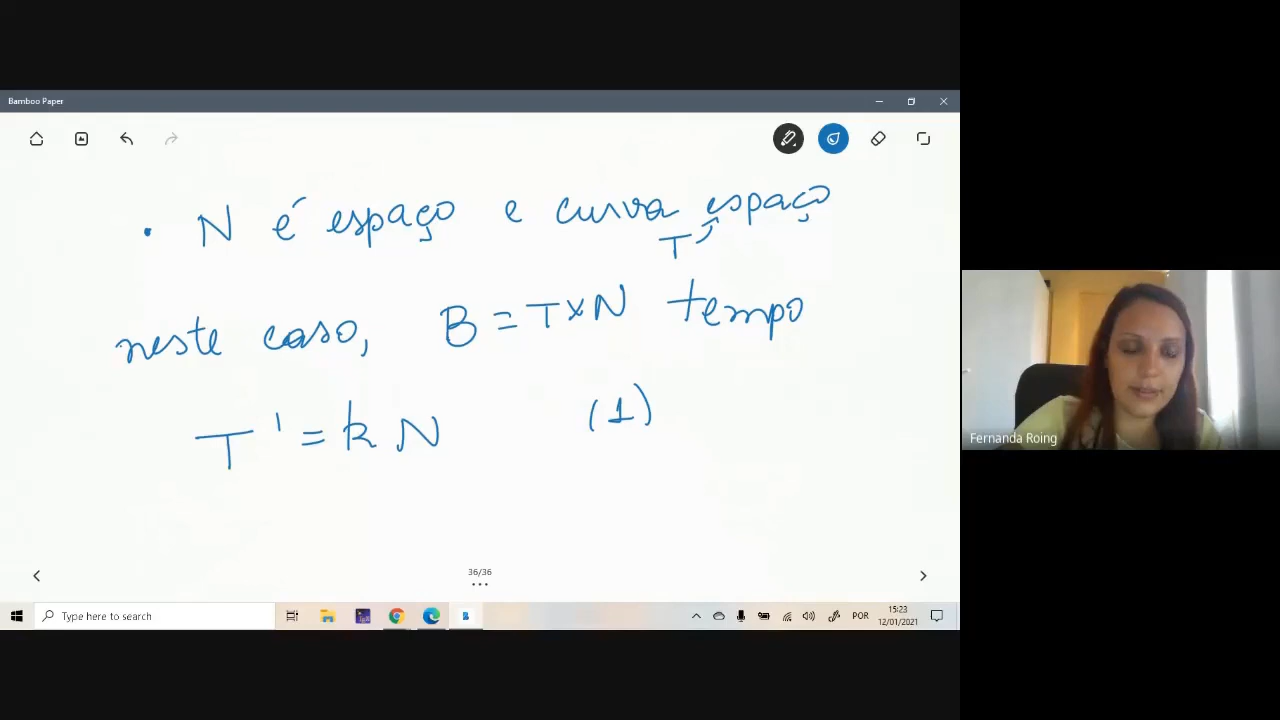 Bamboo Paper
• N é espaço e curva espaço
T
neste caso, B = T × N tempo
T' = k N (1)
36/36
Fernanda Roing
Type here to search
POR
15:23
12/01/2021